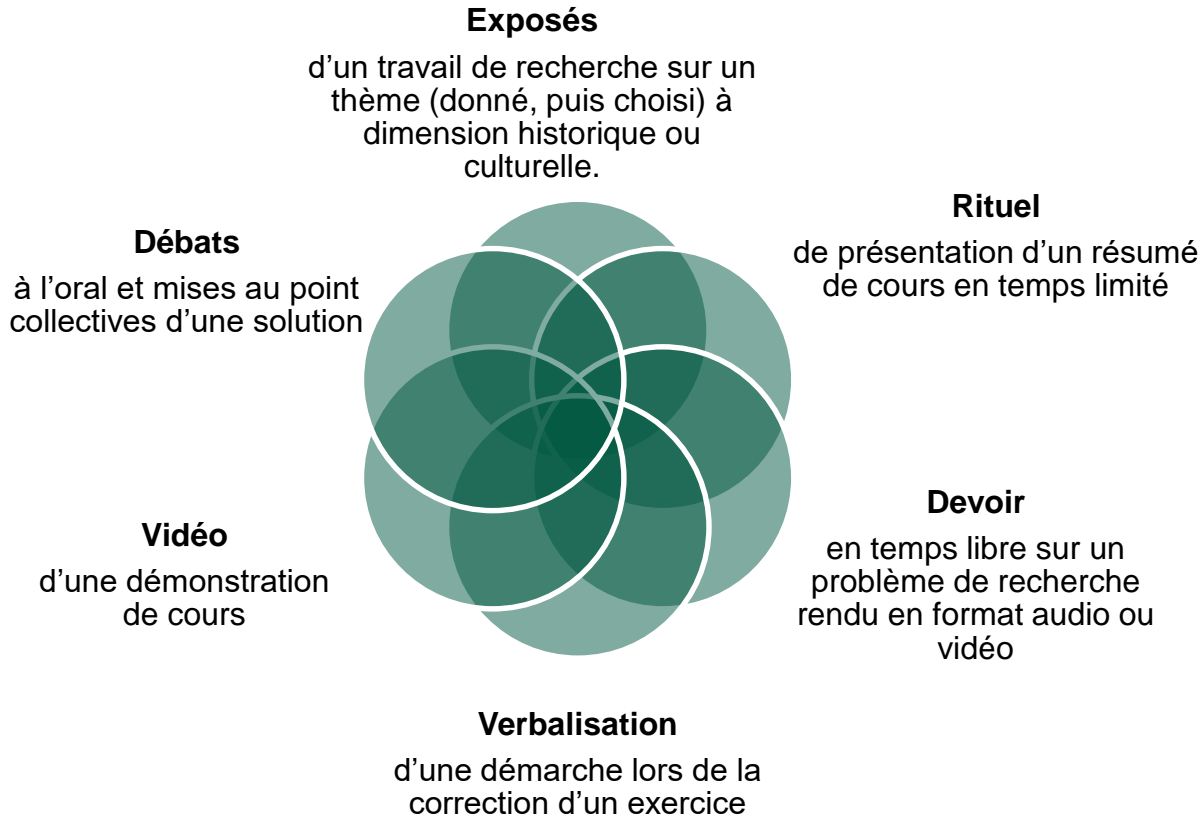 Exposés
d'un travail de recherche sur un
thème (donné, puis choisi) à
dimension historique ou
culturelle.
Rituel
de présentation d'un résumé
de cours en temps limité
Devoir
en temps libre sur un
problème de recherche
rendu en format audio ou
vidéo
Verbalisation
d'une démarche lors de la
correction d'un exercice
Vidéo
d'une démonstration
de cours
Débats
à l'oral et mises au point
collectives d'une solution